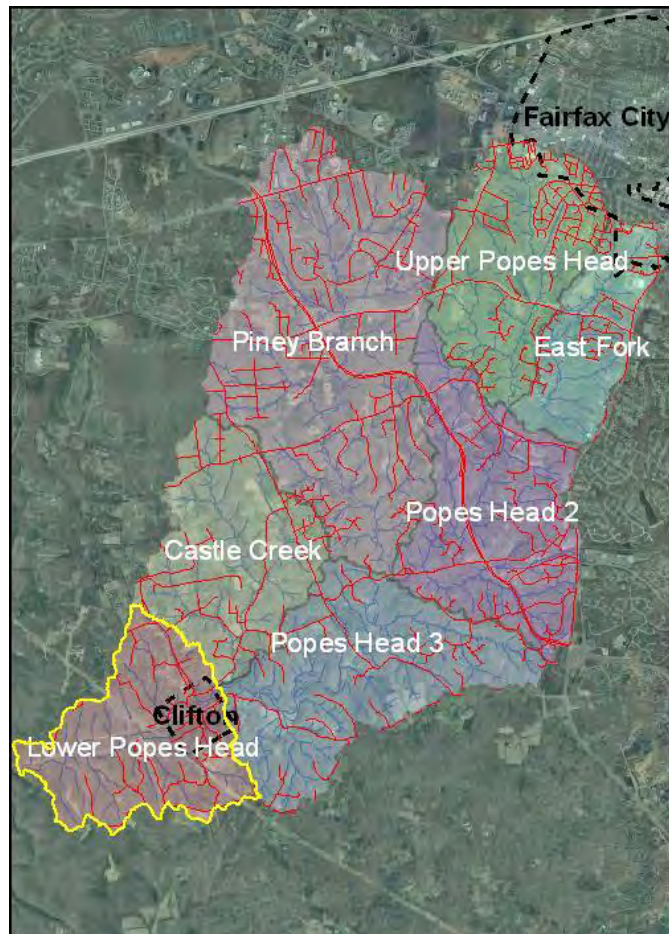 Fairfax City
Upper Popes Head
Piney Branch
East Fork
Popes Head 2
Castle Creek
Popes Head 3
Clifton
Lower Popes Head